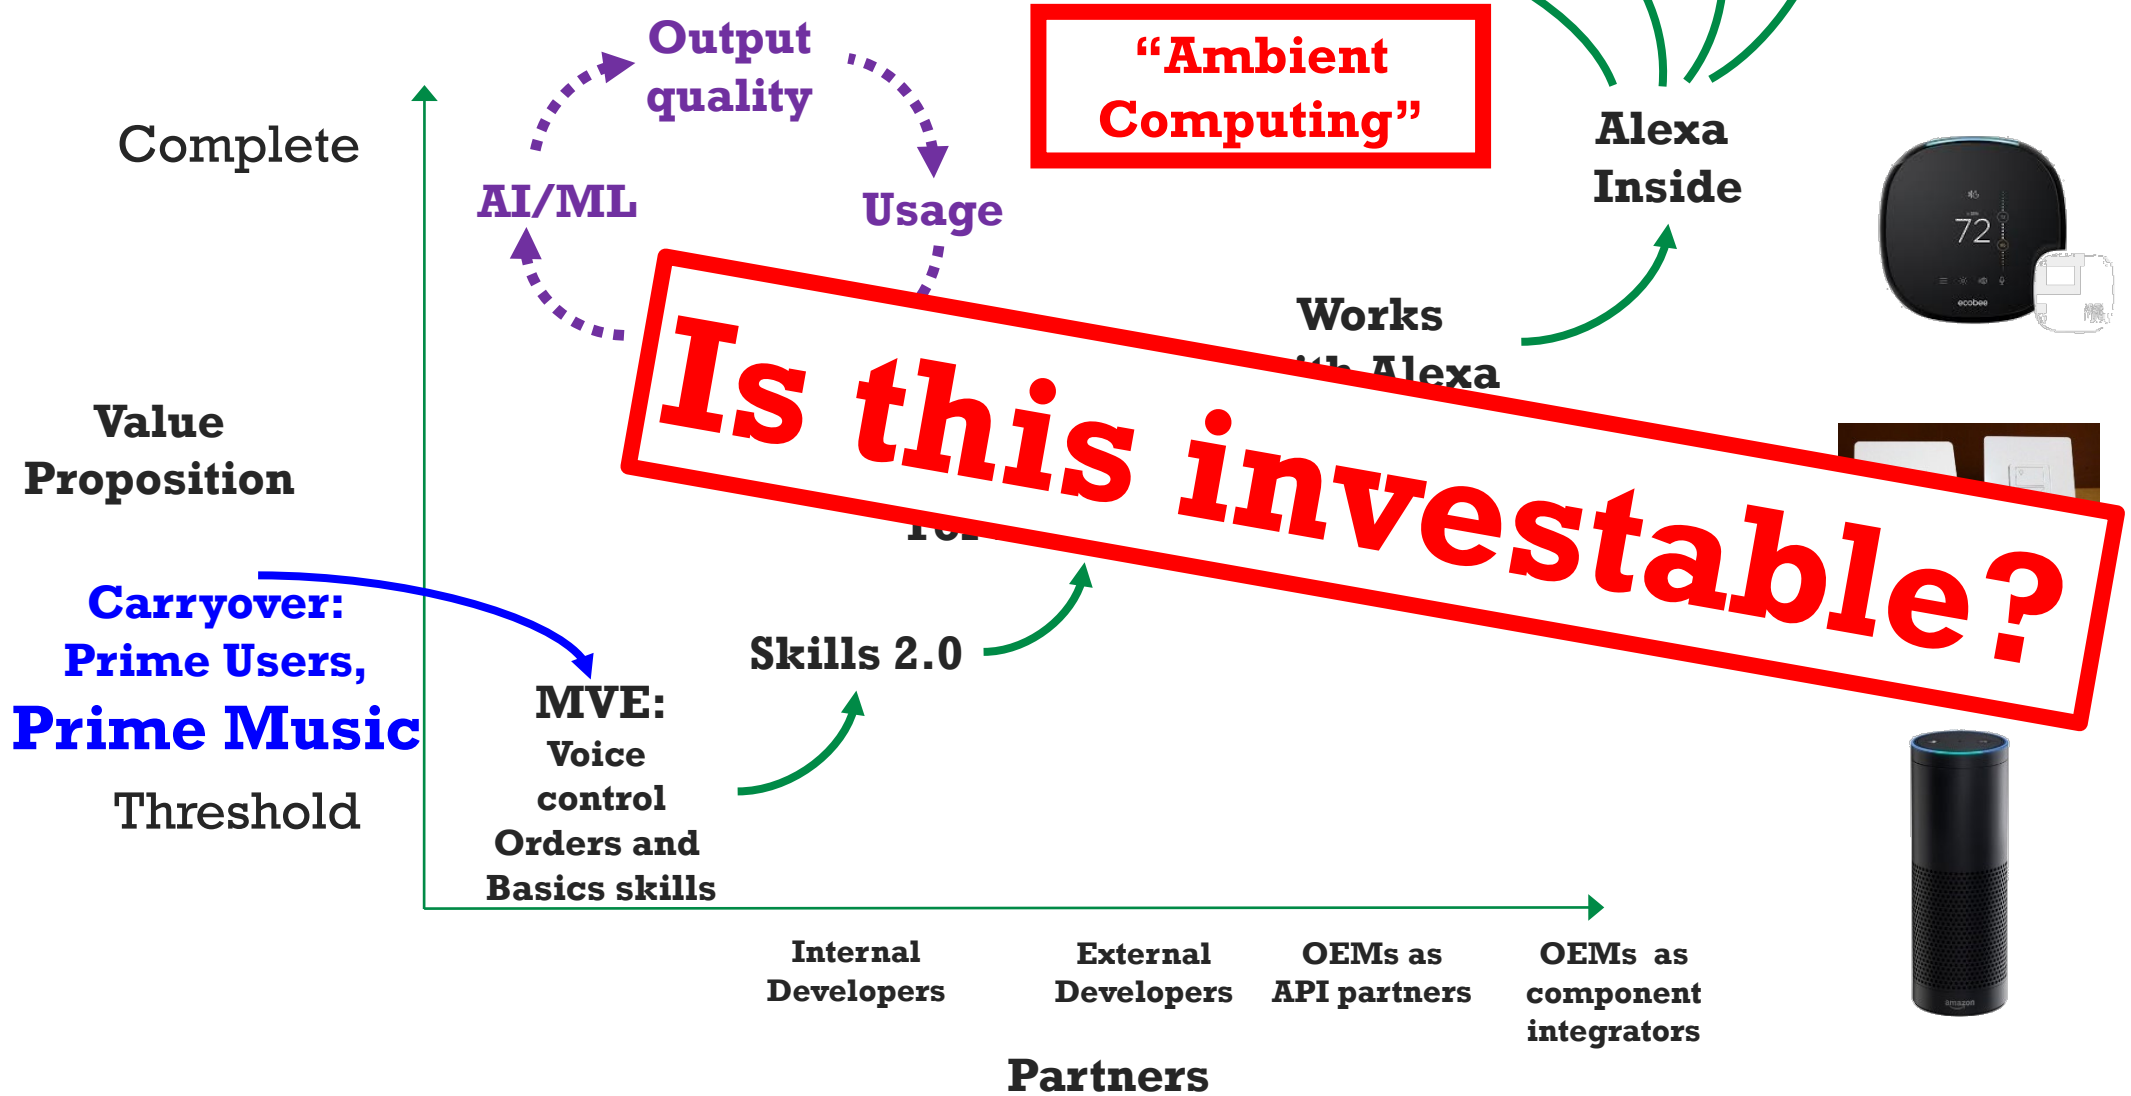 Output
quality
AI/ML
Usage
“Ambient
Computing”
Alexa
Inside
Complete
72
ecobee
Works
Alexa
Is this investable?
Value
Proposition
Carryover:
Prime Users,
Prime Music
Threshold
MVE:
Voice
control
Orders and
Basics skills
Skills 2.0
amazon
Internal
Developers
External
Developers
OEMs as
API partners
OEMs  as
component
integrators
Partners